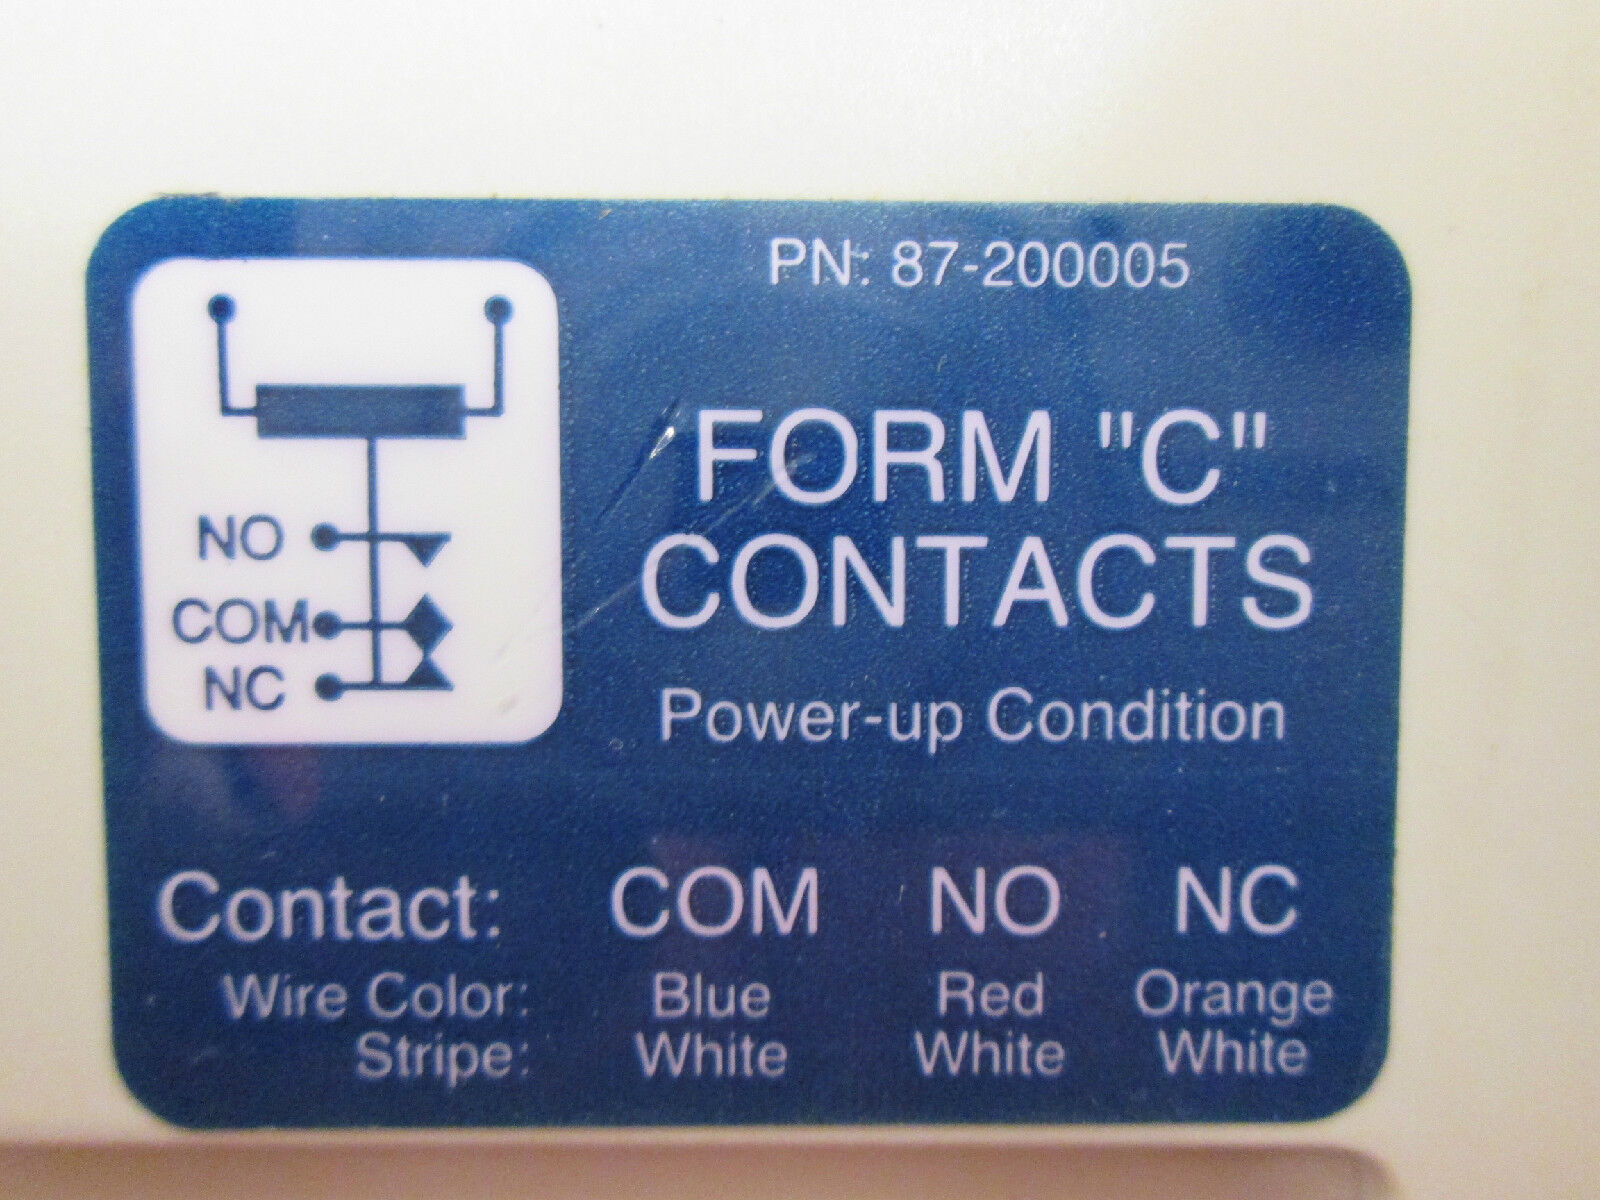 PN: 87-200005
NO
COM
NC
FORM "C"
CONTACTS
Power-up Condition
Contact: COM NO NC
Wire Color: Blue Red Orange
Stripe: White White White